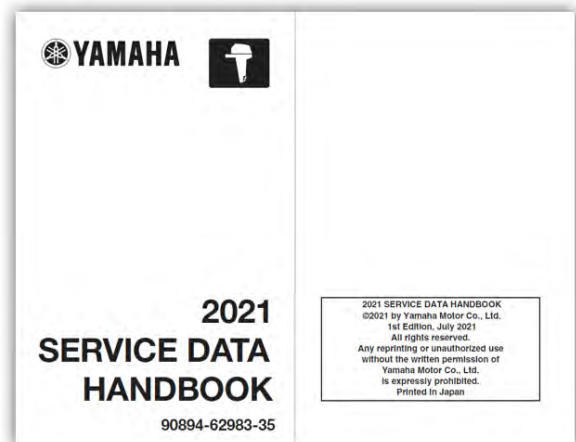 YAMAHA
2021
SERVICE DATA
HANDBOOK
90894-62983-35
2021 SERVICE DATA HANDBOOK
©2021 by Yamaha Motor Co., Ltd.
1st Edition, July 2021
All rights reserved.
Any reprinting or unauthorized use
without the written permission of
Yamaha Motor Co., Ltd.
is expressly prohibited.
Printed in Japan